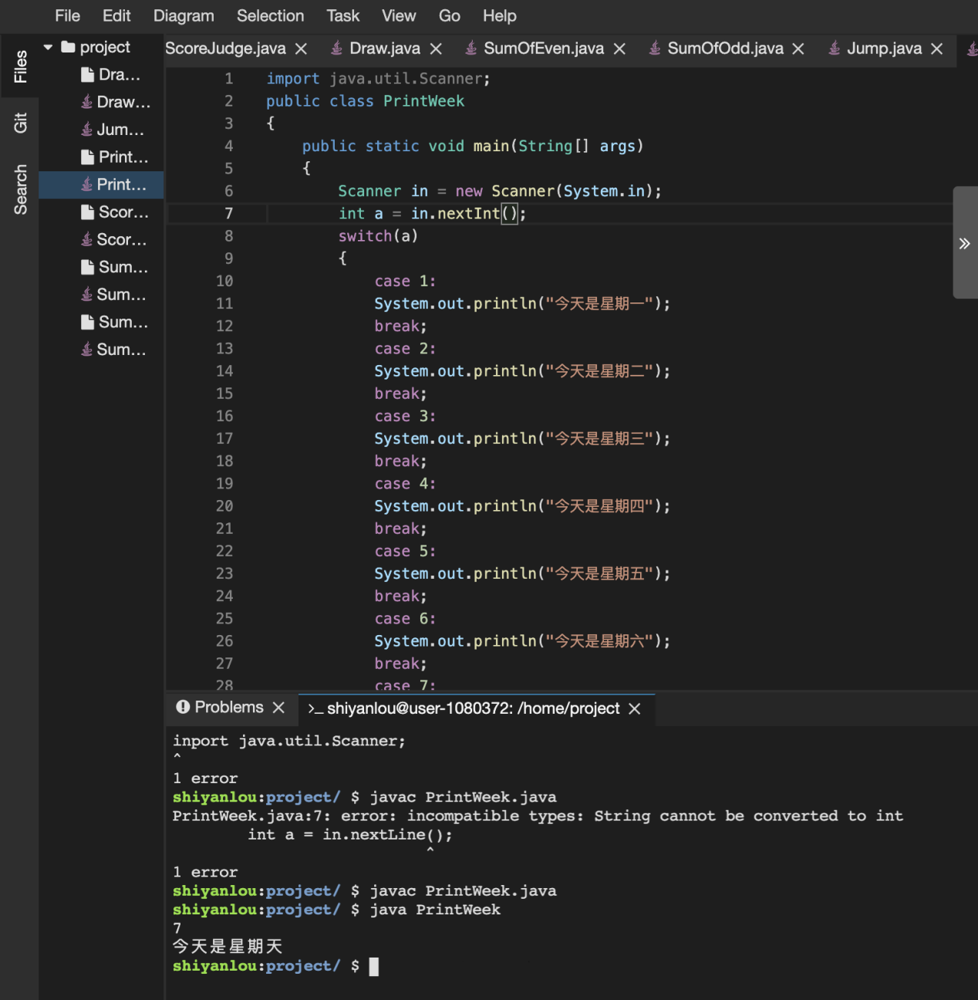 File Edit Diagram Selection Task View Go Help
Files
Git
Search
project
Dra...
Draw...
Jum...
Print...
Print...
Scor...
Scor...
Sum...
Sum...
Sum...
Sum...
ScoreJudge.java Draw.java SumOfEven.java SumOfOdd.java Jump.java
1 import java.util.Scanner;
2 public class PrintWeek
3 {
4 public static void main(String[] args)
5 {
6 Scanner in = new Scanner(System.in);
7 int a = in.nextInt();
8 switch(a)
9 {
10 case 1:
11 System.out.println("今天是星期一");
12 break;
13 case 2:
14 System.out.println("今天是星期二");
15 break;
16 case 3:
17 System.out.println("今天是星期三");
18 break;
19 case 4:
20 System.out.println("今天是星期四");
21 break;
22 case 5:
23 System.out.println("今天是星期五");
24 break;
25 case 6:
26 System.out.println("今天是星期六");
27 break;
28 case 7:
Problems >_ shiyanlou@user-1080372: /home/project
inport java.util.Scanner;
^
1 error
shiyanlou:project/ $ javac PrintWeek.java
PrintWeek.java:7: error: incompatible types: String cannot be converted to int
int a = in.nextLine();
^
1 error
shiyanlou:project/ $ javac PrintWeek.java
shiyanlou:project/ $ java PrintWeek
7
今天是星期天
shiyanlou:project/ $